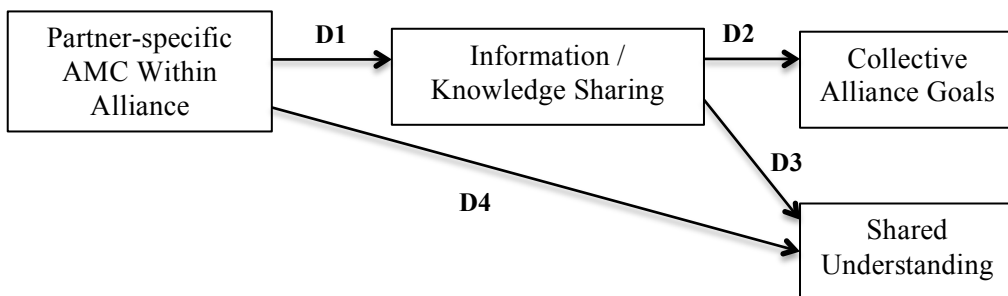 Partner-specific
AMC Within
Alliance
D1
Information /
Knowledge Sharing
D2
Collective
Alliance Goals
D3
D4
Shared
Understanding